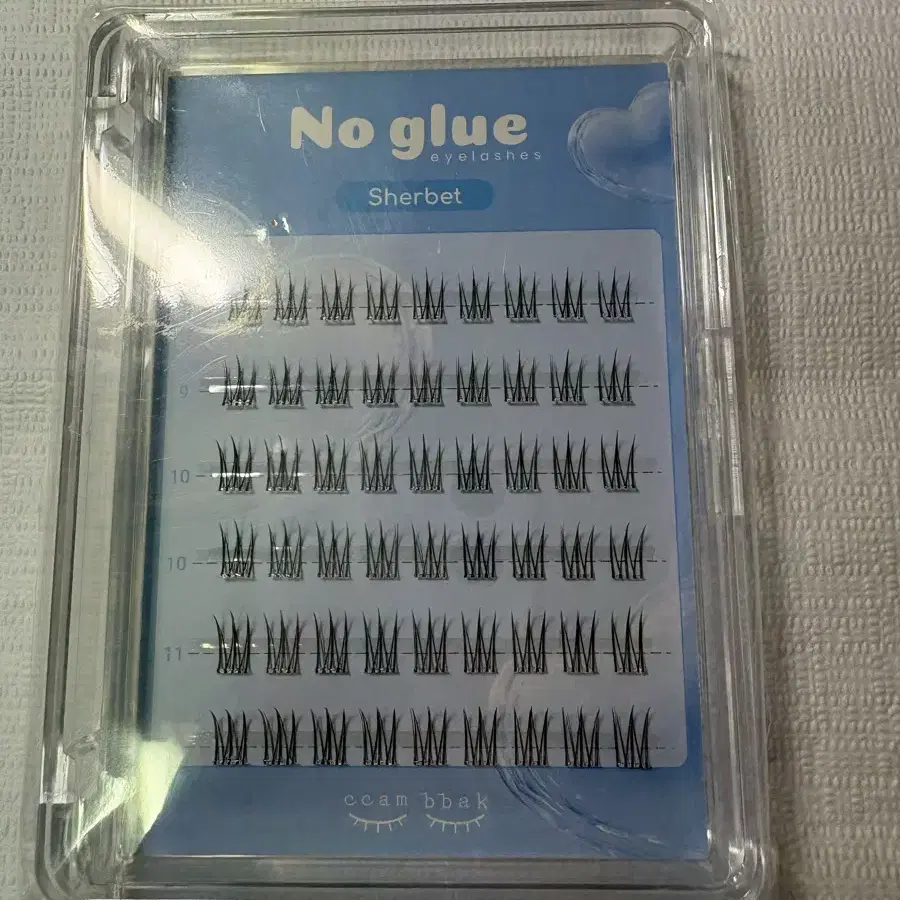 No glue
eyelashes
Sherbet
9
10
10
11
ccam bbak